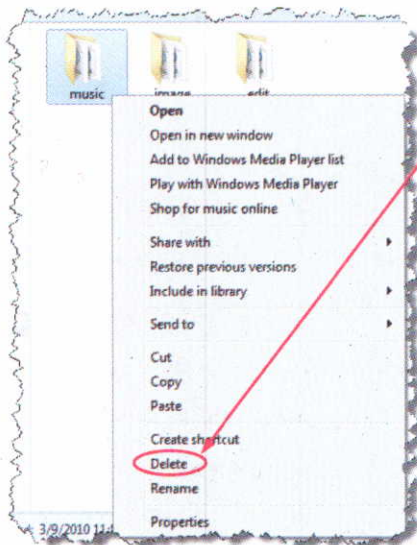 music image edit
Open
Open in new window
Add to Windows Media Player list
Play with Windows Media Player
Shop for music online
Share with
Restore previous versions
Include in library
Send to
Cut
Copy
Paste
Create shortcut
Delete
Rename
Properties
3/9/2010